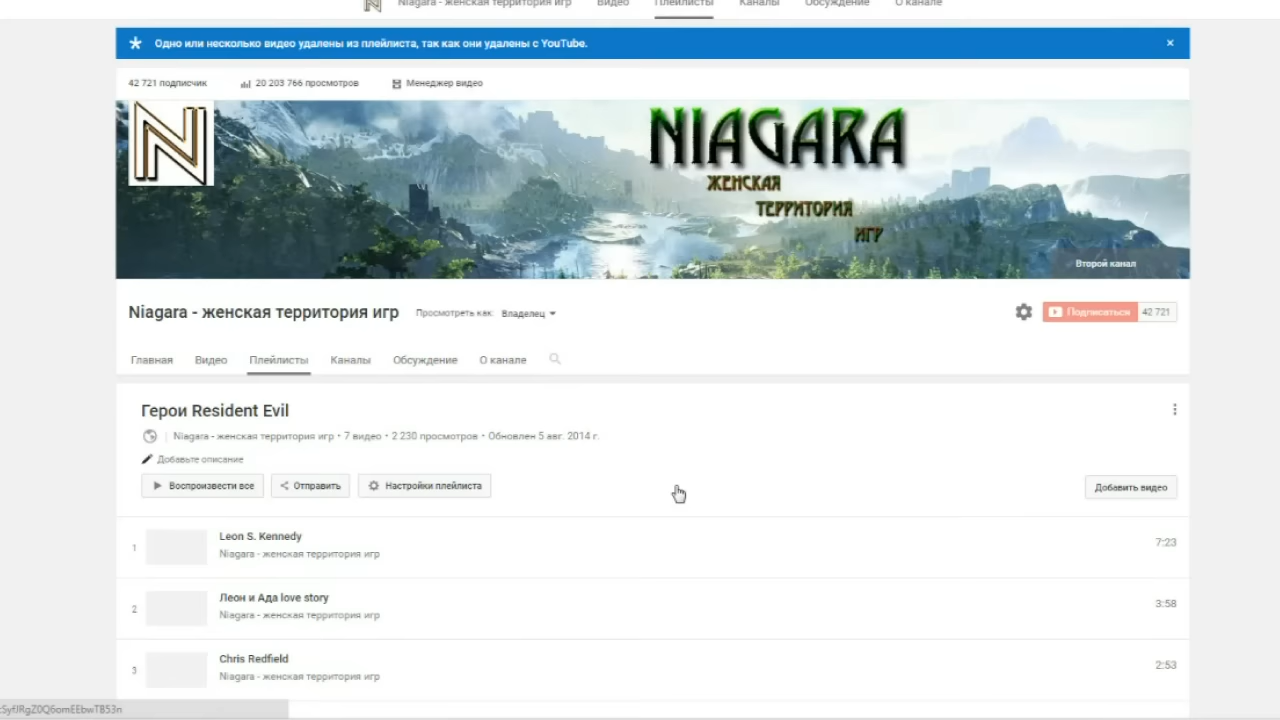 Niagara - женская территория игр Видео Плейлисты Каналы Обсуждение О канале
Одно или несколько видео удалены из плейлиста, так как они удалены с YouTube.
42 721 подписчик 20 203 766 просмотров Менеджер видео
N
NIAGARA
ЖЕНСКАЯ
ТЕРРИТОРИЯ
ИГР
Второй канал
Niagara - женская территория игр Просмотреть как: Владелец
Подписаться 42 721
Главная Видео Плейлисты Каналы Обсуждение О канале
Герои Resident Evil
Niagara - женская территория игр • 7 видео • 2 230 просмотров • Обновлен 5 авг. 2014 г.
Добавьте описание
Воспроизвести все Отправить Настройки плейлиста Добавить видео
1 Leon S. Kennedy 7:23
Niagara - женская территория игр
2 Леон и Ада love story 3:58
Niagara - женская территория игр
3 Chris Redfield 2:53
Niagara - женская территория игр